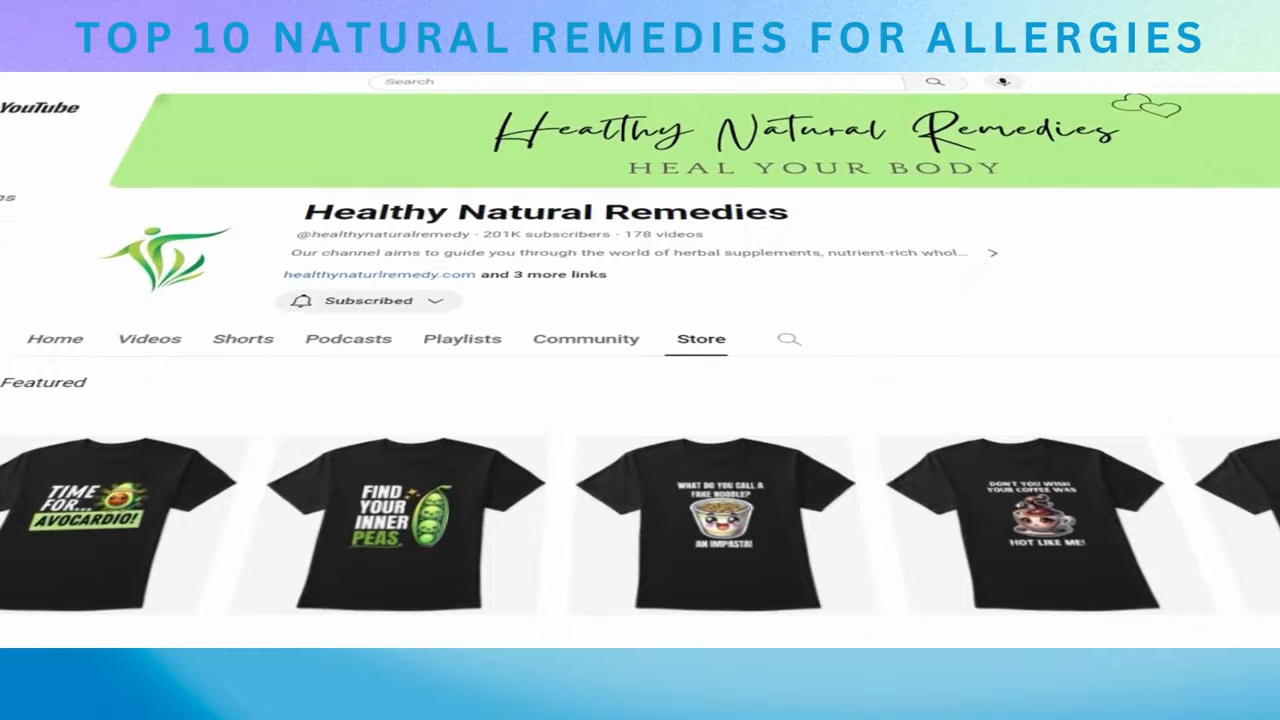 TOP 10 NATURAL REMEDIES FOR ALLERGIES
Search
YouTube
Healthy Natural Remedies
HEAL YOUR BODY
Healthy Natural Remedies
@healthynaturalremedy · 201K subscribers · 178 videos
Our channel aims to guide you through the world of herbal supplements, nutrient-rich whol...
healthynaturlremedy.com and 3 more links
Subscribed
Home Videos Shorts Podcasts Playlists Community Store
Featured
TIME
FOR...
AVOCARDIO!
FIND
YOUR
INNER
PEAS.
WHAT DO YOU CALL A
FAKE NOODLE?
AN IMPASTA!
DON'T YOU WISH
YOUR COFFEE WAS
HOT LIKE ME!